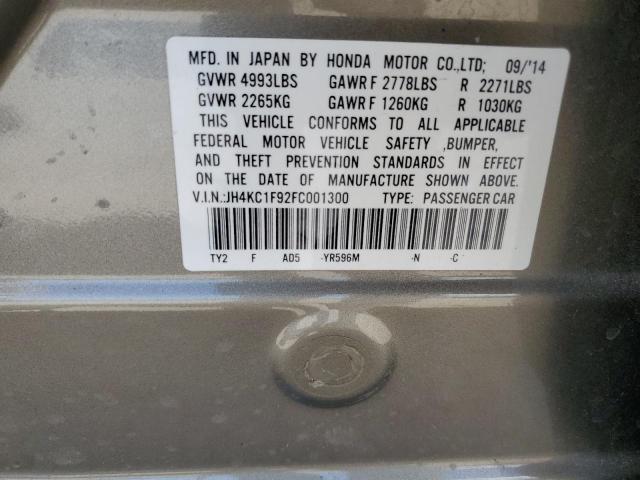 MFD. IN JAPAN BY HONDA MOTOR CO.,LTD; 09/'14
GVWR 4993LBS GAWR F 2778LBS R 2271LBS
GVWR 2265KG GAWR F 1260KG R 1030KG
THIS VEHICLE CONFORMS TO ALL APPLICABLE
FEDERAL MOTOR VEHICLE SAFETY ,BUMPER,
AND THEFT PREVENTION STANDARDS IN EFFECT
ON THE DATE OF MANUFACTURE SHOWN ABOVE.
V.I.N.:JH4KC1F92FC001300 TYPE: PASSENGER CAR
TY2 F AD5 -YR596M -N -C